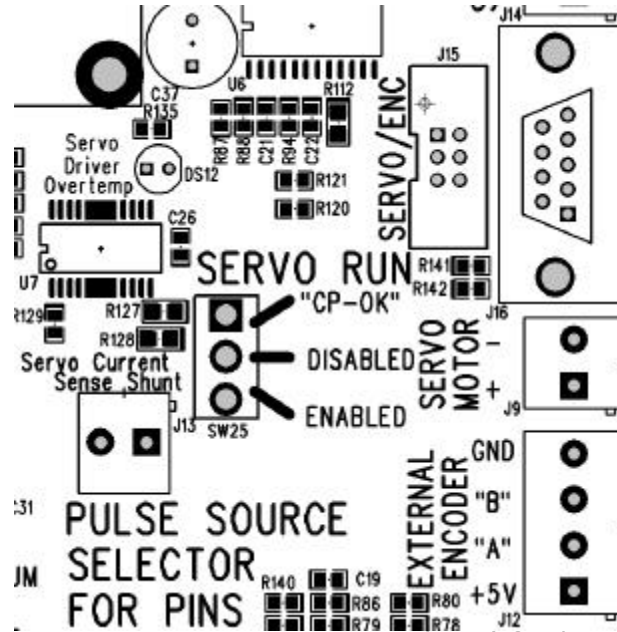 J14
J15
C37
U6
R112
R135
R87
R88
C21
R94
C22
SERVO/ENC
Servo
Driver
Overtemp
DS12
R121
R120
C26
SERVO RUN
R141
R142
U7
"CP-OK"
R129
R127
R128
J16
DISABLED
SERVO
MOTOR
-
+
Servo Current
Sense Shunt
J9
ENABLED
J13
SW25
EXTERNAL
ENCODER
GND
"B"
"A"
+5V
J12
C31
PULSE SOURCE
SELECTOR
FOR PINS
UM
R140
C19
R86
R80
R79
R78